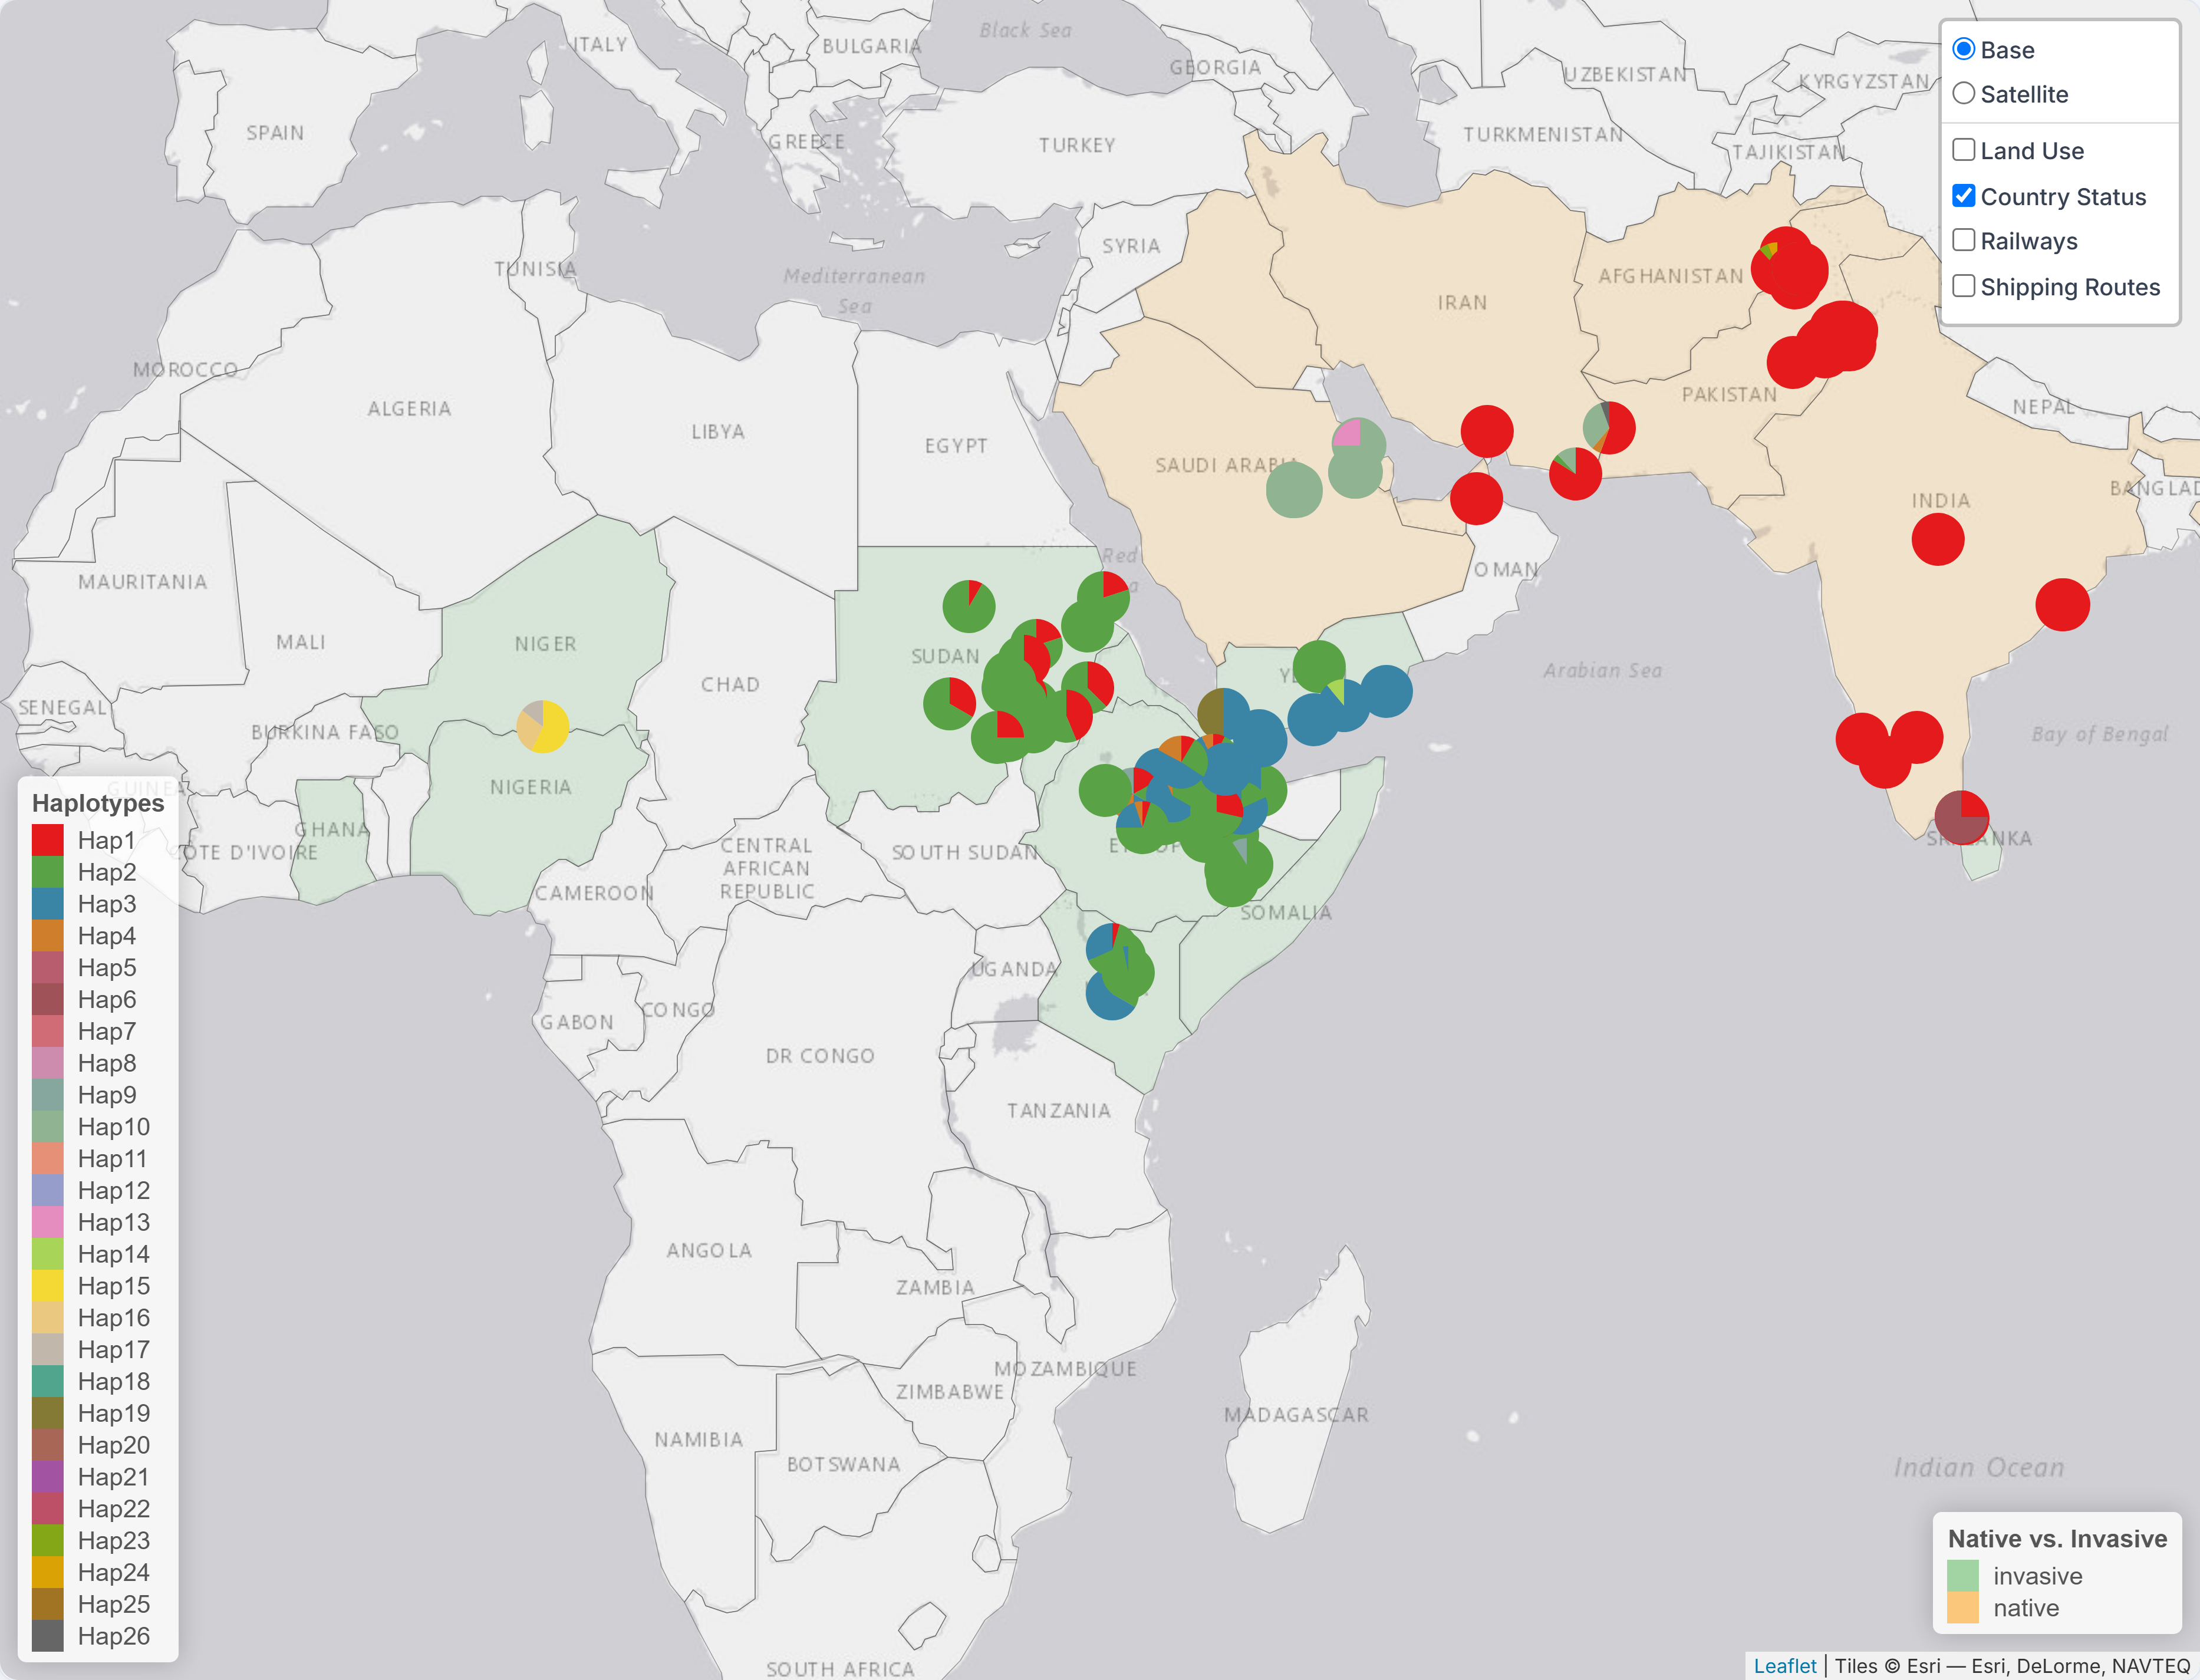 Black Sea
ITALY
BULGARIA
GEORGIA
UZBEKISTAN
KYRGYZSTAN
SPAIN
GREECE
TURKEY
TURKMENISTAN
TAJIKISTAN
Base
Satellite
Land Use
Country Status
Railways
Shipping Routes
TUNISIA
Mediterranean
Sea
SYRIA
IRAN
AFGHANISTAN
MOROCCO
ALGERIA
LIBYA
EGYPT
PAKISTAN
NEPAL
SAUDI ARABI
INDIA
BANGLAD
MAURITANIA
MALI
NIGER
CHAD
SUDAN
Red
OMAN
Arabian Sea
Bay of Bengal
SENEGAL
BURKINA FASO
GUINEA
NIGERIA
GHANA
COTE D'IVOIRE
CAMEROON
CENTRAL
AFRICAN
REPUBLIC
SOUTH SUDAN
SOMALIA
UGANDA
GABON
CONGO
DR CONGO
TANZANIA
ANGOLA
ZAMBIA
MOZAMBIQUE
ZIMBABWE
MADAGASCAR
NAMIBIA
BOTSWANA
SOUTH AFRICA
Indian Ocean
Haplotypes
Hap1
Hap2
Hap3
Hap4
Hap5
Hap6
Hap7
Hap8
Hap9
Hap10
Hap11
Hap12
Hap13
Hap14
Hap15
Hap16
Hap17
Hap18
Hap19
Hap20
Hap21
Hap22
Hap23
Hap24
Hap25
Hap26
Native vs. Invasive
invasive
native
Leaflet | Tiles © Esri — Esri, DeLorme, NAVTEQ